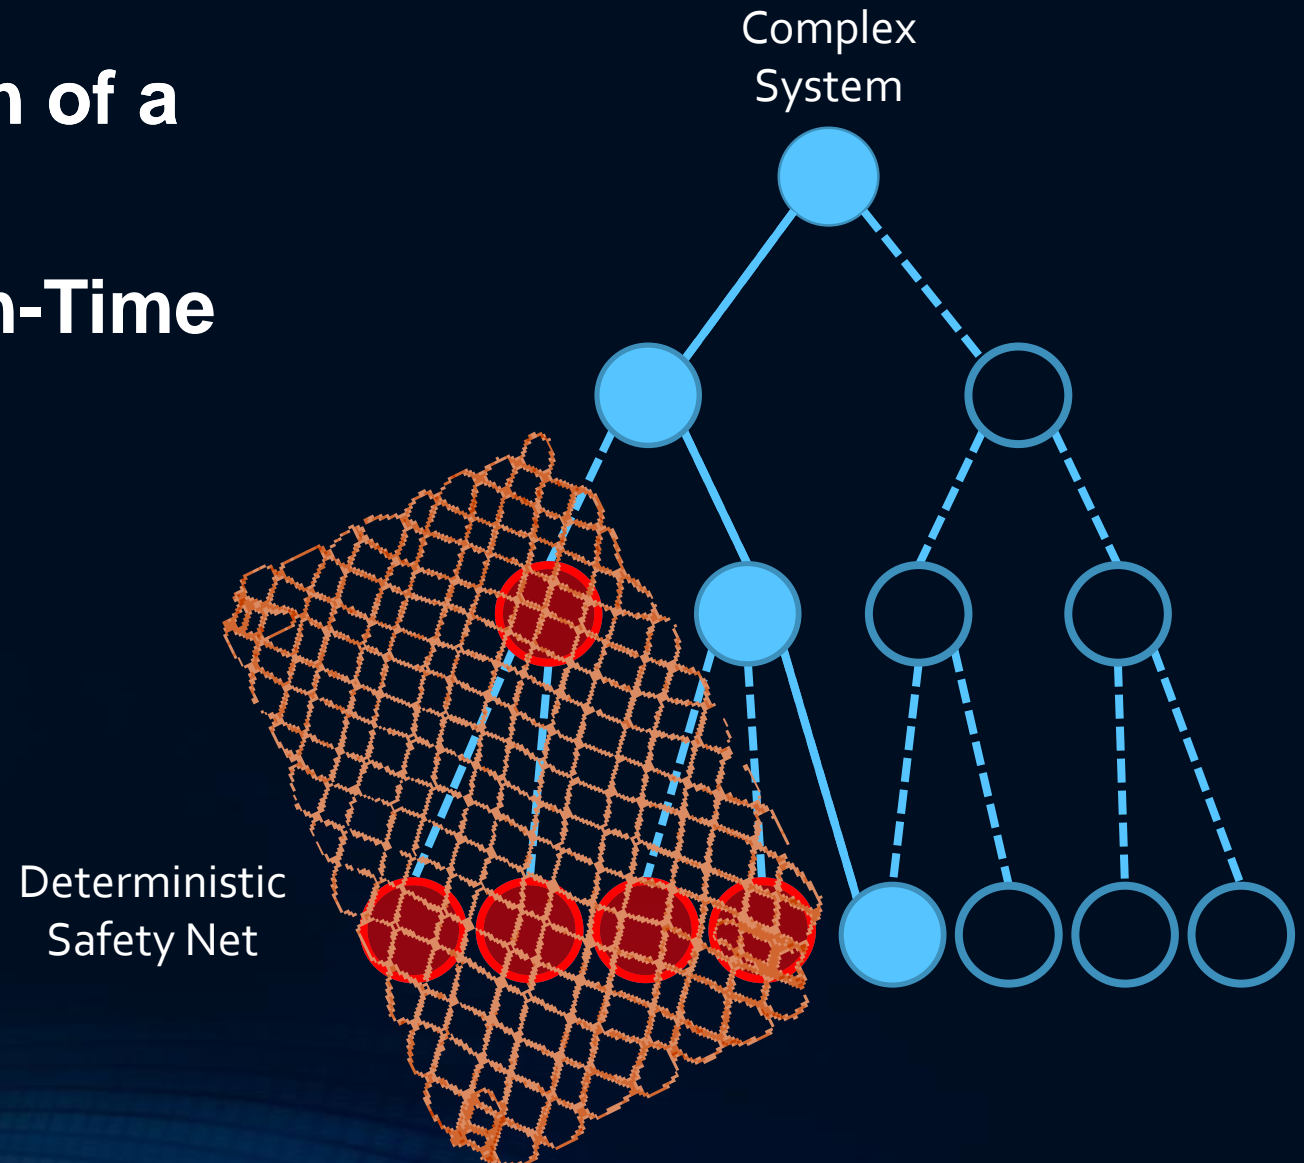 Complex
System
of a
-Time
Deterministic
Safety Net